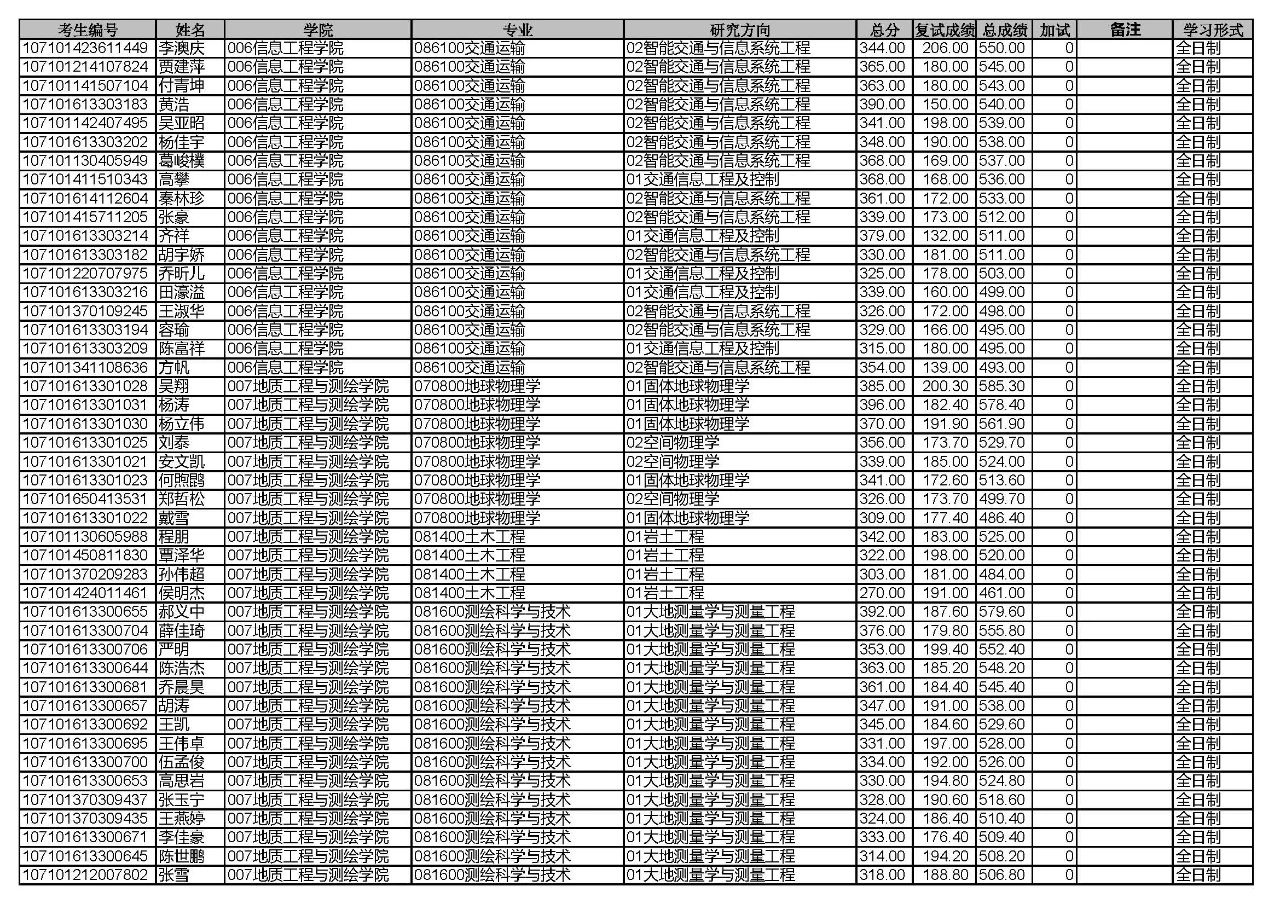 考生编号 姓名 学院 专业 研究方向 总分 复试成绩 总成绩 加试 备注 学习形式
107101423611449 李澳庆 006信息工程学院 086100交通运输 02智能交通与信息系统工程 344.00 206.00 550.00 0 全日制
107101214107824 贾建萍 006信息工程学院 086100交通运输 02智能交通与信息系统工程 365.00 180.00 545.00 0 全日制
107101141507104 付青坤 006信息工程学院 086100交通运输 02智能交通与信息系统工程 363.00 180.00 543.00 0 全日制
107101613303183 黄浩 006信息工程学院 086100交通运输 02智能交通与信息系统工程 390.00 150.00 540.00 0 全日制
107101142407495 吴亚昭 006信息工程学院 086100交通运输 02智能交通与信息系统工程 341.00 198.00 539.00 0 全日制
107101613303202 杨佳宇 006信息工程学院 086100交通运输 02智能交通与信息系统工程 348.00 190.00 538.00 0 全日制
107101130405949 葛峻樸 006信息工程学院 086100交通运输 02智能交通与信息系统工程 368.00 169.00 537.00 0 全日制
107101411510343 高攀 006信息工程学院 086100交通运输 01交通信息工程及控制 368.00 168.00 536.00 0 全日制
107101614112604 秦林珍 006信息工程学院 086100交通运输 02智能交通与信息系统工程 361.00 172.00 533.00 0 全日制
107101415711205 张豪 006信息工程学院 086100交通运输 02智能交通与信息系统工程 339.00 173.00 512.00 0 全日制
107101613303214 齐祥 006信息工程学院 086100交通运输 01交通信息工程及控制 379.00 132.00 511.00 0 全日制
107101613303182 胡宇娇 006信息工程学院 086100交通运输 02智能交通与信息系统工程 330.00 181.00 511.00 0 全日制
107101220707975 乔昕儿 006信息工程学院 086100交通运输 01交通信息工程及控制 325.00 178.00 503.00 0 全日制
107101613303216 田濠溢 006信息工程学院 086100交通运输 01交通信息工程及控制 339.00 160.00 499.00 0 全日制
107101370109245 王淑华 006信息工程学院 086100交通运输 02智能交通与信息系统工程 326.00 172.00 498.00 0 全日制
107101613303194 容瑜 006信息工程学院 086100交通运输 02智能交通与信息系统工程 329.00 166.00 495.00 0 全日制
107101613303209 陈富祥 006信息工程学院 086100交通运输 01交通信息工程及控制 315.00 180.00 495.00 0 全日制
107101341108636 方帆 006信息工程学院 086100交通运输 02智能交通与信息系统工程 354.00 139.00 493.00 0 全日制
107101613301028 吴翔 007地质工程与测绘学院 070800地球物理学 01固体地球物理学 385.00 200.30 585.30 0 全日制
107101613301031 杨涛 007地质工程与测绘学院 070800地球物理学 01固体地球物理学 396.00 182.40 578.40 0 全日制
107101613301030 杨立伟 007地质工程与测绘学院 070800地球物理学 01固体地球物理学 370.00 191.90 561.90 0 全日制
107101613301025 刘泰 007地质工程与测绘学院 070800地球物理学 02空间物理学 356.00 173.70 529.70 0 全日制
107101613301021 安文凯 007地质工程与测绘学院 070800地球物理学 02空间物理学 339.00 185.00 524.00 0 全日制
107101613301023 何煦鹍 007地质工程与测绘学院 070800地球物理学 01固体地球物理学 341.00 172.60 513.60 0 全日制
107101650413531 郑哲松 007地质工程与测绘学院 070800地球物理学 02空间物理学 326.00 173.70 499.70 0 全日制
107101613301022 戴雪 007地质工程与测绘学院 070800地球物理学 01固体地球物理学 309.00 177.40 486.40 0 全日制
107101130605988 程朋 007地质工程与测绘学院 081400土木工程 01岩土工程 342.00 183.00 525.00 0 全日制
107101450811830 覃泽华 007地质工程与测绘学院 081400土木工程 01岩土工程 322.00 198.00 520.00 0 全日制
107101370209283 孙伟超 007地质工程与测绘学院 081400土木工程 01岩土工程 303.00 181.00 484.00 0 全日制
107101424011461 侯明杰 007地质工程与测绘学院 081400土木工程 01岩土工程 270.00 191.00 461.00 0 全日制
107101613300655 郝义中 007地质工程与测绘学院 081600测绘科学与技术 01大地测量学与测量工程 392.00 187.60 579.60 0 全日制
107101613300704 薛佳琦 007地质工程与测绘学院 081600测绘科学与技术 01大地测量学与测量工程 376.00 179.80 555.80 0 全日制
107101613300706 严明 007地质工程与测绘学院 081600测绘科学与技术 01大地测量学与测量工程 353.00 199.40 552.40 0 全日制
107101613300644 陈浩杰 007地质工程与测绘学院 081600测绘科学与技术 01大地测量学与测量工程 363.00 185.20 548.20 0 全日制
107101613300681 乔晨昊 007地质工程与测绘学院 081600测绘科学与技术 01大地测量学与测量工程 361.00 184.40 545.40 0 全日制
107101613300657 胡涛 007地质工程与测绘学院 081600测绘科学与技术 01大地测量学与测量工程 347.00 191.00 538.00 0 全日制
107101613300692 王凯 007地质工程与测绘学院 081600测绘科学与技术 01大地测量学与测量工程 345.00 184.60 529.60 0 全日制
107101613300695 王伟卓 007地质工程与测绘学院 081600测绘科学与技术 01大地测量学与测量工程 331.00 197.00 528.00 0 全日制
107101613300700 伍孟俊 007地质工程与测绘学院 081600测绘科学与技术 01大地测量学与测量工程 334.00 192.00 526.00 0 全日制
107101613300653 高思岩 007地质工程与测绘学院 081600测绘科学与技术 01大地测量学与测量工程 330.00 194.80 524.80 0 全日制
107101370309437 张玉宁 007地质工程与测绘学院 081600测绘科学与技术 01大地测量学与测量工程 328.00 190.60 518.60 0 全日制
107101370309435 王燕婷 007地质工程与测绘学院 081600测绘科学与技术 01大地测量学与测量工程 324.00 186.40 510.40 0 全日制
107101613300671 李佳豪 007地质工程与测绘学院 081600测绘科学与技术 01大地测量学与测量工程 333.00 176.40 509.40 0 全日制
107101613300645 陈世鹏 007地质工程与测绘学院 081600测绘科学与技术 01大地测量学与测量工程 314.00 194.20 508.20 0 全日制
107101212007802 张雪 007地质工程与测绘学院 081600测绘科学与技术 01大地测量学与测量工程 318.00 188.80 506.80 0 全日制